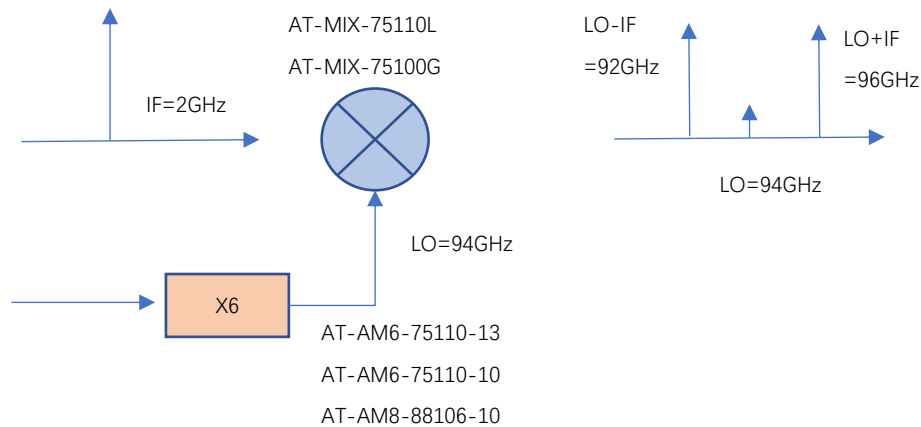 IF=2GHz
AT-MIX-75110L
AT-MIX-75100G
LO-IF
=92GHz
LO+IF
=96GHz
LO=94GHz
LO=94GHz
X6
AT-AM6-75110-13
AT-AM6-75110-10
AT-AM8-88106-10